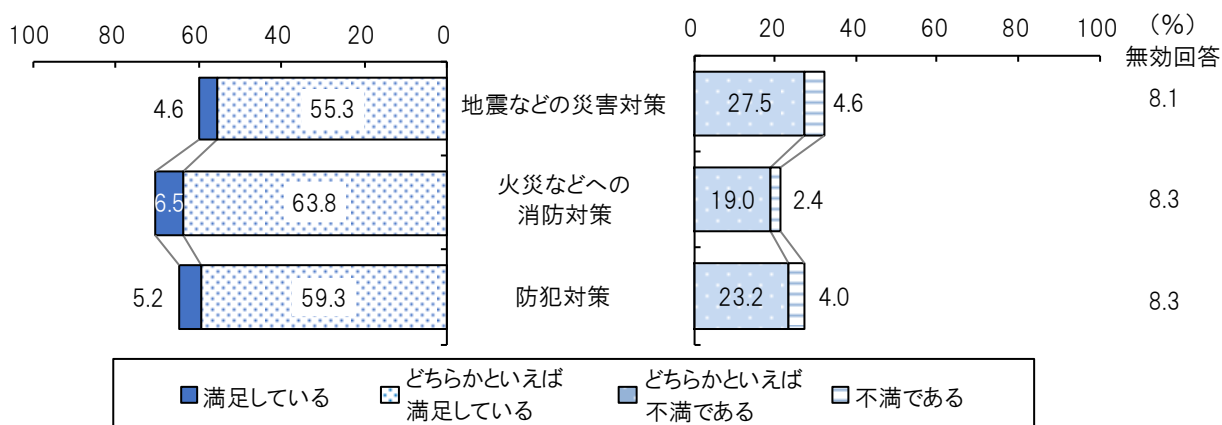 100 80 60 40 20 0
0 20 40 60 80 100 (%)
無効回答
4.6 55.3 地震などの災害対策 27.5 4.6 8.1
6.5 63.8 火災などへの
消防対策 19.0 2.4 8.3
5.2 59.3 防犯対策 23.2 4.0 8.3
満足している
どちらかといえば
満足している
どちらかといえば
不満である
不満である